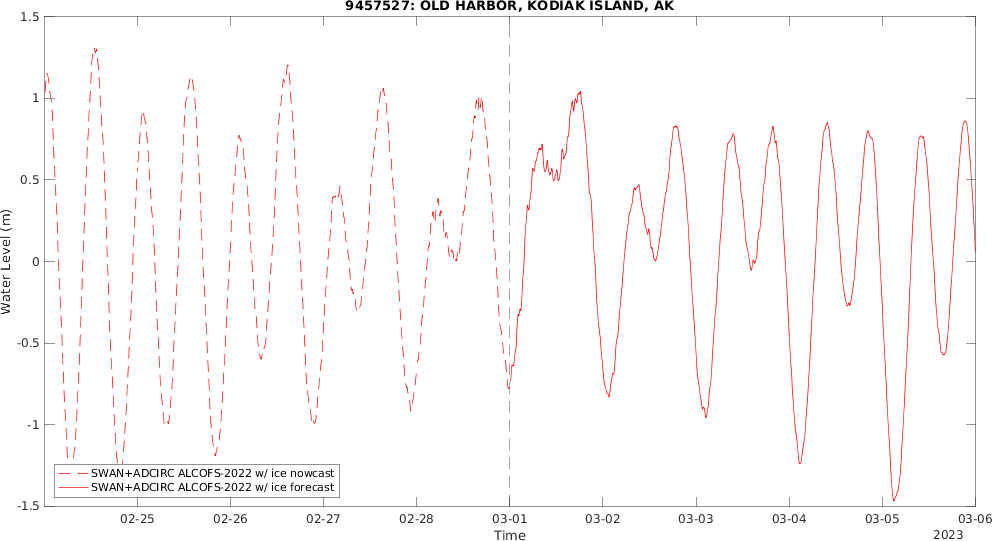 9457527: OLD HARBOR, KODIAK ISLAND, AK
Water Level (m)
1.5
1
0.5
0
-0.5
-1
-1.5
SWAN+ADCIRC ALCOFS-2022 w/ ice nowcast
SWAN+ADCIRC ALCOFS-2022 w/ ice forecast
02-25 02-26 02-27 02-28 03-01 03-02 03-03 03-04 03-05 03-06
Time
2023